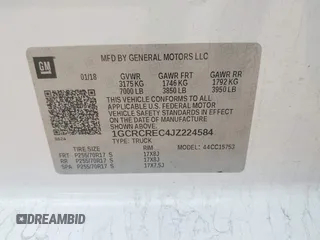 GM
MFD BY GENERAL MOTORS LLC
01/18 GVWR GAWR FRT GAWR RR
3175 KG 1746 KG 1792 KG
7000 LB 3850 LB 3950 LB
THIS VEHICLE CONFORMS TO ALL APPLICABLE
U.S. FEDERAL MOTOR VEHICLE SAFETY STANDARDS IN EFFECT ON THE DATE OF
MANUFACTURE SHOWN ABOVE.
1GCRCREC4JZ224584
TYPE: TRUCK
TIRE SIZE RIM MODEL: 44CC15753
FRT P255/70R17 S 17X8J
RR P255/70R17 S 17X8J
SPA P255/70R17 S 17X7.5J